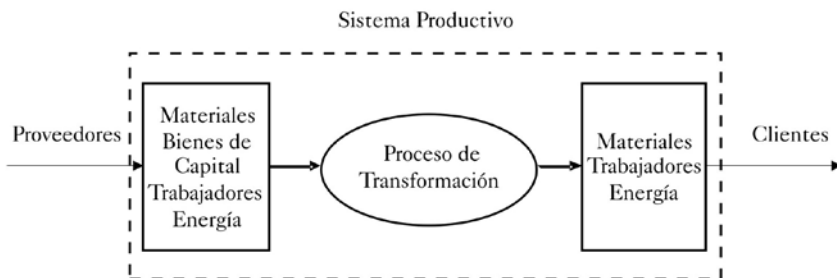 Sistema Productivo
Proveedores
Materiales
Bienes de
Capital
Trabajadores
Energía
Proceso de
Transformación
Materiales
Trabajadores
Energía
Clientes